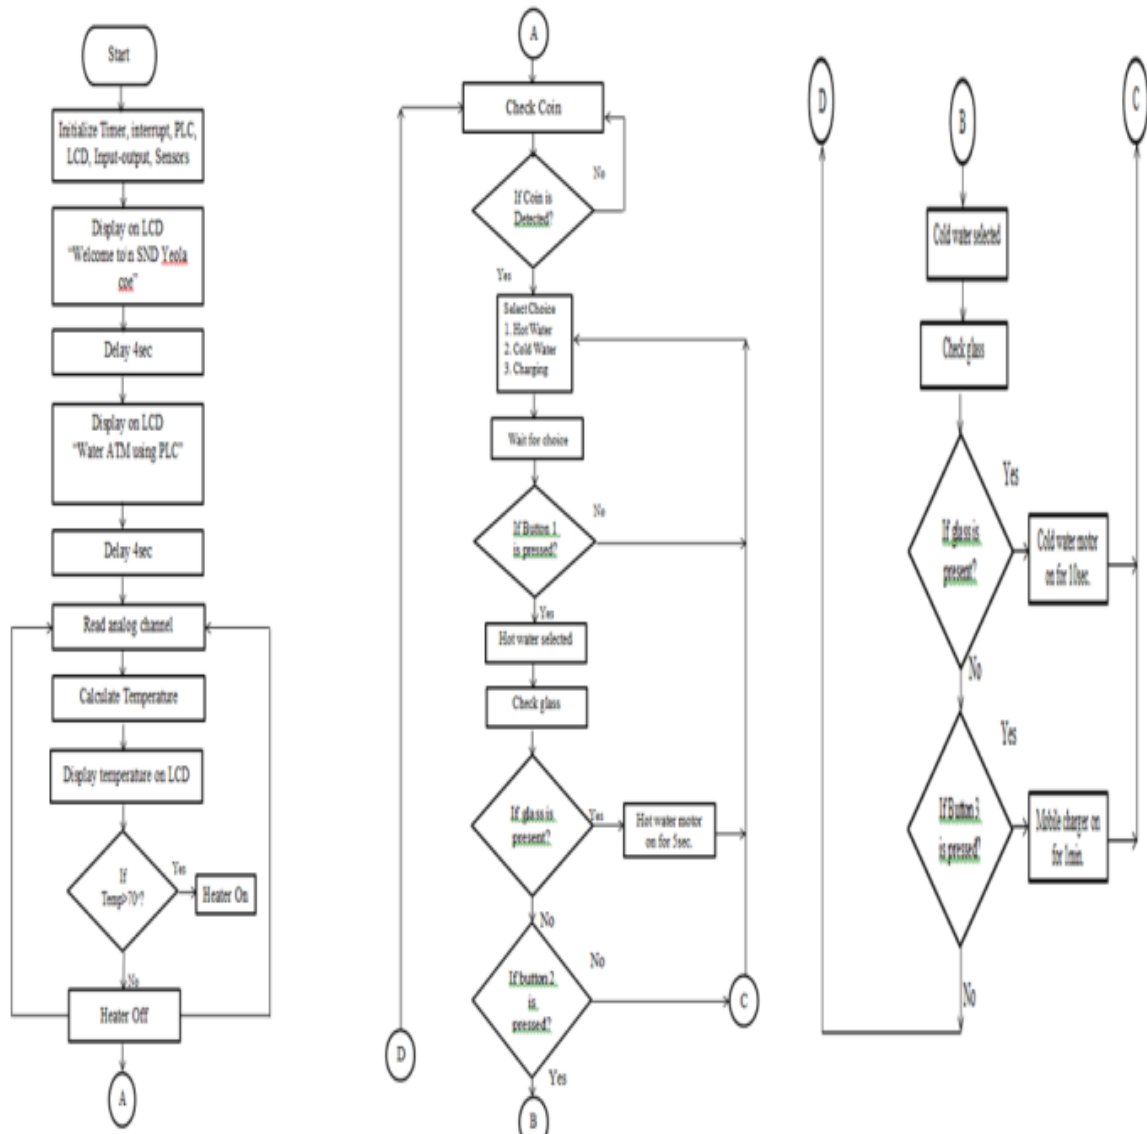 Start
Initialize Timer, interrupt, PLC,
LCD, Input-output, Sensors
Display on LCD
“Welcome to\n SND Yeola
coe”
Delay 4sec
Display on LCD
“Water ATM using PLC”
Delay 4sec
Read analog channel
Calculate Temperature
Display temperature on LCD
If
Temp>70°?
Yes
Heater On
No
Heater Off
A
A
Check Coin
No
If Coin is
Detected?
Yes
Select Choice
1. Hot Water
2. Cold Water
3. Charging
Wait for choice
If Button 1
is pressed?
No
Yes
Hot water selected
Check glass
If glass is
present?
Yes
Hot water motor
on for 5sec.
No
If button 2
is
pressed?
No
C
D
Yes
B
D
B
C
Cold water selected
Check glass
Yes
If glass is
present?
Cold water motor
on for 10sec.
No
Yes
If Button 3
is pressed?
Mobile charger on
for 1min.
No